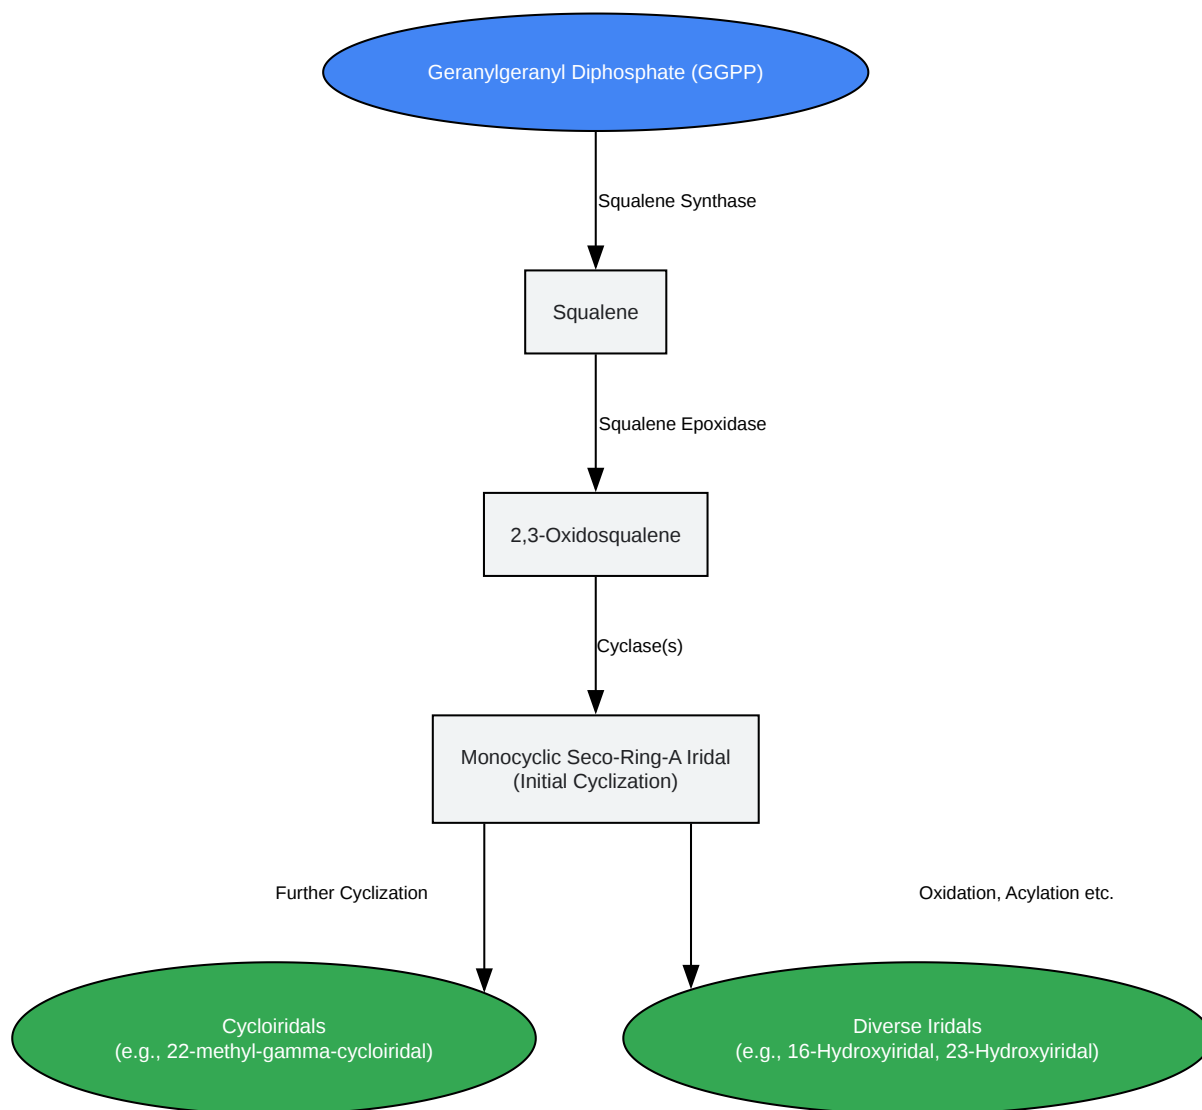 Geranylgeranyl Diphosphate (GGPP)
Squalene Synthase
Squalene
Squalene Epoxidase
2,3-Oxidosqualene
Cyclase(s)
Monocyclic Seco-Ring-A Iridal
(Initial Cyclization)
Further Cyclization
Oxidation, Acylation etc.
Cycloiridals
(e.g., 22-methyl-gamma-cycloiridal)
Diverse Iridals
(e.g., 16-Hydroxyiridal, 23-Hydroxyiridal)